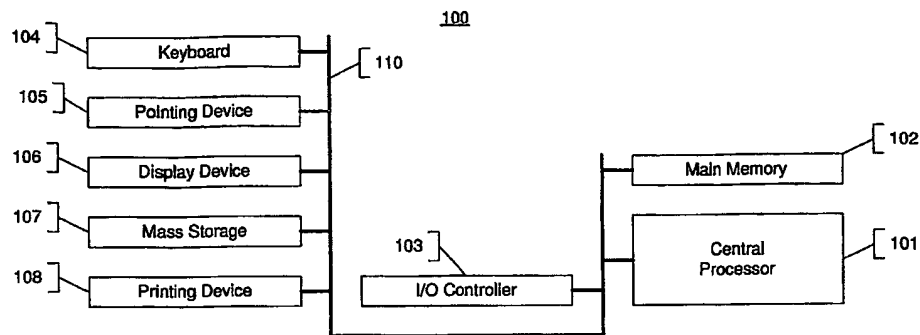 100
104
Keyboard
110
105
Pointing Device
106
Display Device
102
Main Memory
107
Mass Storage
103
101
Central
Processor
108
Printing Device
I/O Controller